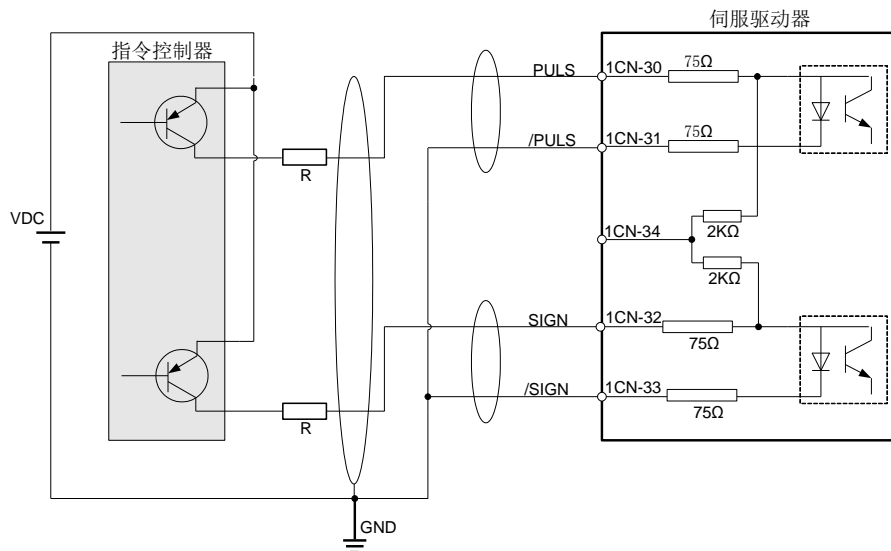 伺服驱动器
指令控制器
PULS
1CN-30
75Ω
/PULS
1CN-31
75Ω
R
VDC
1CN-34
2KΩ
2KΩ
SIGN
1CN-32
75Ω
/SIGN
1CN-33
75Ω
R
GND